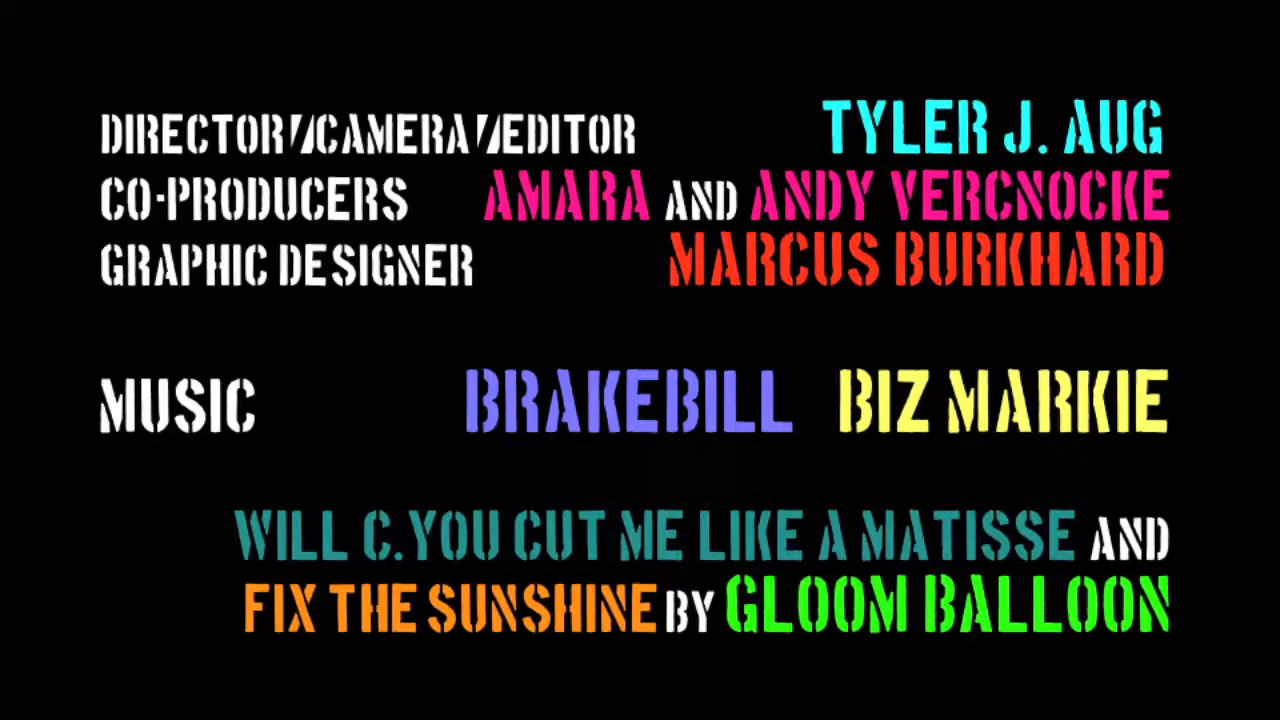 DIRECTOR/CAMERA/EDITOR TYLER J. AUG
CO-PRODUCERS AMARA AND ANDY VERCNOCKE
GRAPHIC DESIGNER MARCUS BURKHARD
MUSIC BRAKEBILL BIZ MARKIE
WILL C. YOU CUT ME LIKE A MATISSE AND
FIX THE SUNSHINE BY GLOOM BALLOON